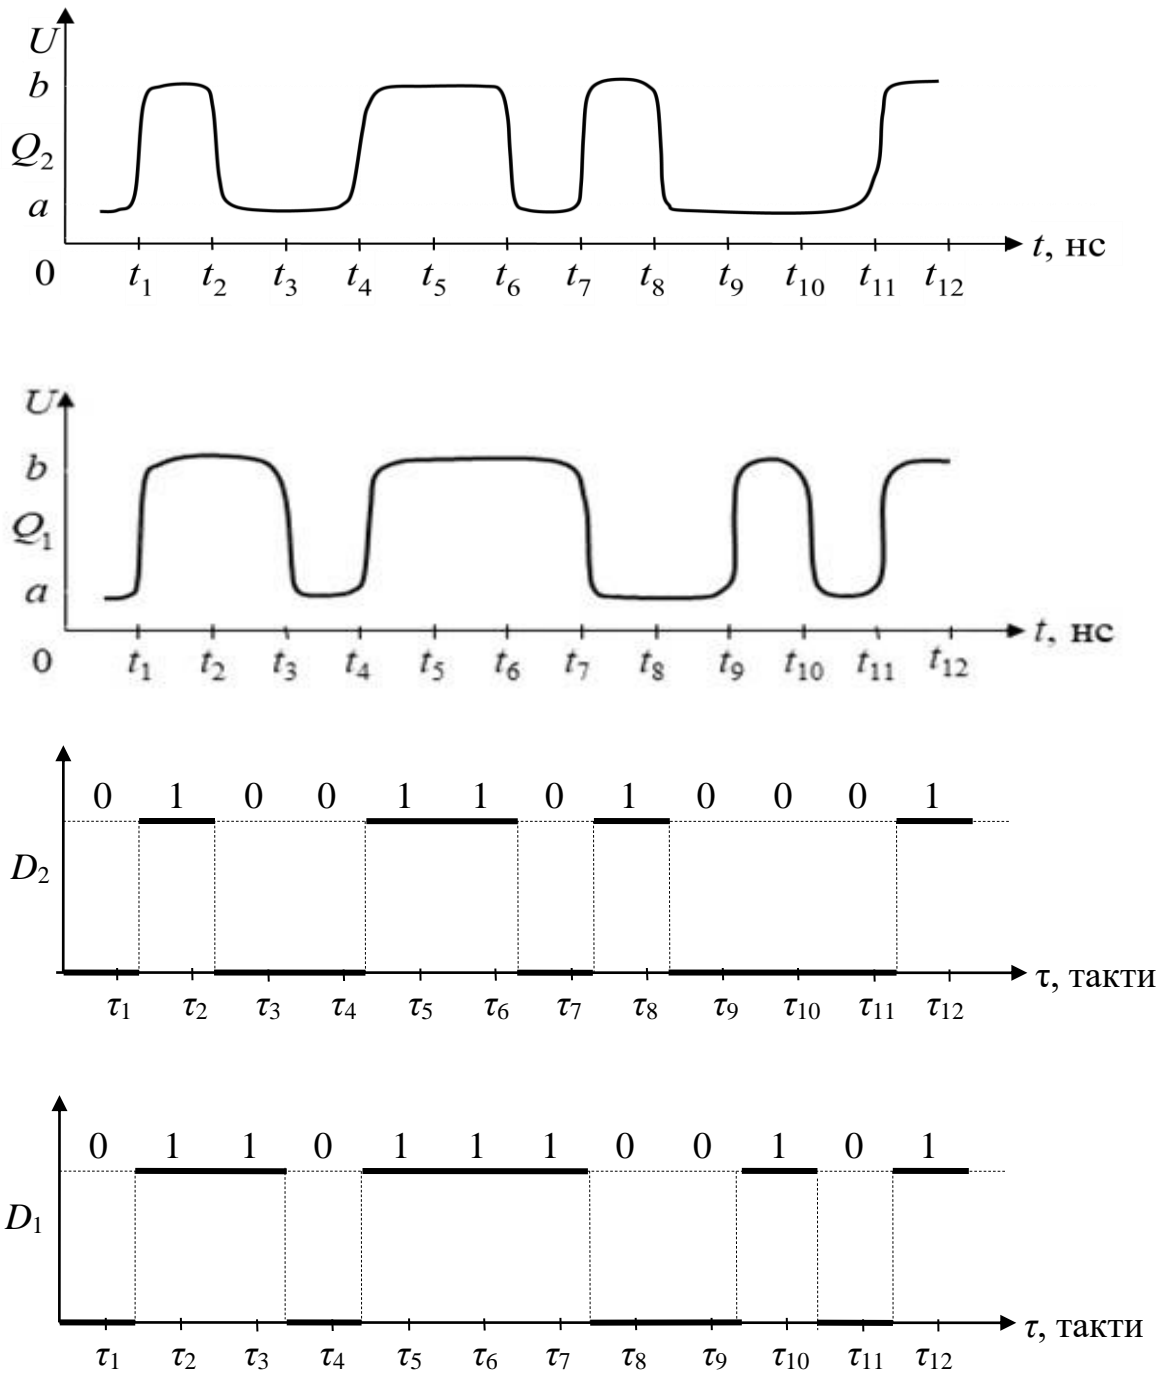 U
b
Q2
a
0 t1 t2 t3 t4 t5 t6 t7 t8 t9 t10 t11 t12 t, нс
U
b
Q1
a
0 t1 t2 t3 t4 t5 t6 t7 t8 t9 t10 t11 t12 t, нс
0 1 0 0 1 1 0 1 0 0 0 1
D2
τ, такти
τ1 τ2 τ3 τ4 τ5 τ6 τ7 τ8 τ9 τ10 τ11 τ12
0 1 1 0 1 1 1 0 0 1 0 1
D1
τ, такти
τ1 τ2 τ3 τ4 τ5 τ6 τ7 τ8 τ9 τ10 τ11 τ12